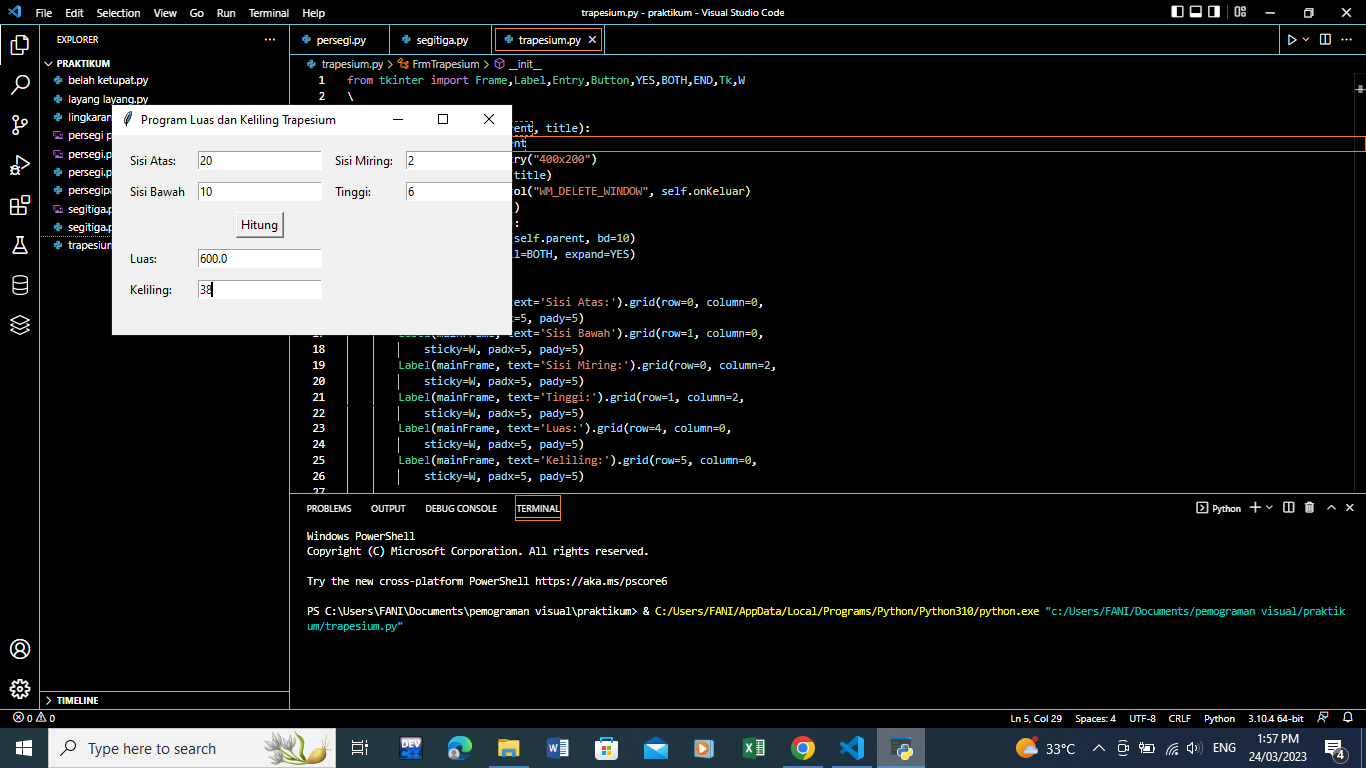 File Edit Selection View Go Run Terminal Help
trapesium.py - praktikum - Visual Studio Code
EXPLORER
PRAKTIKUM
belah ketupat.py
layang layang.py
lingkaran
persegi p
persegi.p
persegi.p
persegipa
segitiga.p
segitiga.p
trapesium
TIMELINE
persegi.py
segitiga.py
trapesium.py
trapesium.py > FrmTrapesium > __init__
1 from tkinter import Frame,Label,Entry,Button,YES,BOTH,END,Tk,W
2 \
ent, title):
ent
ry("400x200")
title)
ol("WM_DELETE_WINDOW", self.onKeluar)
)
:
self.parent, bd=10)
l=BOTH, expand=YES)
ext='Sisi Atas:').grid(row=0, column=0,
=5, pady=5)
17 Label(mainFrame, text='Sisi Bawah').grid(row=1, column=0,
18 sticky=W, padx=5, pady=5)
19 Label(mainFrame, text='Sisi Miring:').grid(row=0, column=2,
20 sticky=W, padx=5, pady=5)
21 Label(mainFrame, text='Tinggi:').grid(row=1, column=2,
22 sticky=W, padx=5, pady=5)
23 Label(mainFrame, text='Luas:').grid(row=4, column=0,
24 sticky=W, padx=5, pady=5)
25 Label(mainFrame, text='Keliling:').grid(row=5, column=0,
26 sticky=W, padx=5, pady=5)
27
Program Luas dan Keliling Trapesium
Sisi Atas: 20 Sisi Miring: 2
Sisi Bawah 10 Tinggi: 6
Hitung
Luas: 600.0
Keliling: 38
PROBLEMS OUTPUT DEBUG CONSOLE TERMINAL
Python
Windows PowerShell
Copyright (C) Microsoft Corporation. All rights reserved.
Try the new cross-platform PowerShell https://aka.ms/pscore6
PS C:\Users\FANI\Documents\pemograman visual\praktikum> & C:/Users/FANI/AppData/Local/Programs/Python/Python310/python.exe "c:/Users/FANI/Documents/pemograman visual/praktik
um/trapesium.py"
0 0
Ln 5, Col 29 Spaces: 4 UTF-8 CRLF Python 3.10.4 64-bit
Type here to search
DEV
33°C
ENG
1:57 PM
24/03/2023
4